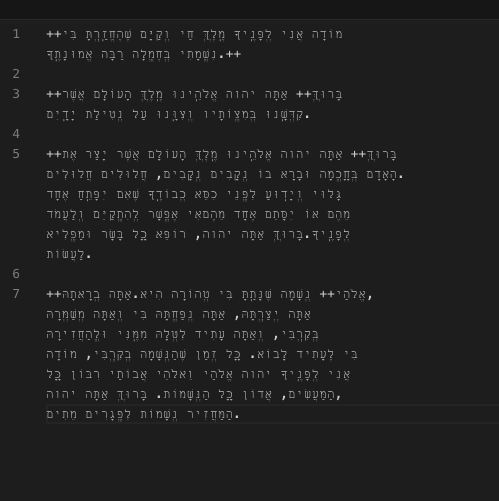 1 ++מוֹדֶה אֲנִי לְפָנֶיךָ מֶלֶךְ חַי וְקַיָּם שֶׁהֶחֱזַרְתָּ בִּי
נִשְׁמָתִי בְּחֶמְלָה רַבָּה אֱמוּנָתֶךָ.++
2
3 ++בָּרוּךְ++ אַתָּה יהוה אֱלֹהֵינוּ מֶלֶךְ הָעוֹלָם אֲשֶׁר
קִדְּשָׁנוּ בְּמִצְוֹתָיו וְצִוָּנוּ עַל נְטִילַת יָדָיִם.
4
5 ++בָּרוּךְ++ אַתָּה יהוה אֱלֹהֵינוּ מֶלֶךְ הָעוֹלָם אֲשֶׁר יָצַר אֶת
הָאָדָם בְּחָכְמָה וּבָרָא בוֹ נְקָבִים נְקָבִים, חֲלוּלִים חֲלוּלִים.
גָּלוּי וְיָדוּעַ לִפְנֵי כִסֵּא כְבוֹדֶךָ שֶׁאִם יִפָּתֵחַ אֶחָד
מֵהֶם אוֹ יִסָּתֵם אֶחָד מֵהֶםאִי אֶפְשָׁר לְהִתְקַיֵּם וְלַעֲמֹד
לְפָנֶיךָ.בָּרוּךְ אַתָּה יהוה, רוֹפֵא כָל בָּשָׂר וּמַפְלִיא
לַעֲשׂוֹת.
6
7 ++אֱלֹהַי++ נְשָׁמָה שֶׁנָּתַתָּ בִּי טְהוֹרָה הִיא.אַתָּה בְרָאתָהּ,
אַתָּה יְצַרְתָּהּ, אַתָּה נְפַחְתָּהּ בִּי וְאַתָּה מְשַׁמְּרָהּ
בְּקִרְבִּי, וְאַתָּה עָתִיד לִטְּלָהּ מִמֶּנִּי וּלְהַחֲזִירָהּ
בִּי לֶעָתִיד לָבוֹא. כָּל זְמַן שֶׁהַנְּשָׁמָה בְקִרְבִּי, מוֹדֶה
אֲנִי לְפָנֶיךָ יהוה אֱלֹהַי וֵאלֹהֵי אֲבוֹתַי רִבּוֹן כָּל
הַמַּעֲשִׂים, אֲדוֹן כָּל הַנְּשָׁמוֹת. בָּרוּךְ אַתָּה יהוה,
הַמַּחֲזִיר נְשָׁמוֹת לִפְגָרִים מֵתִים.